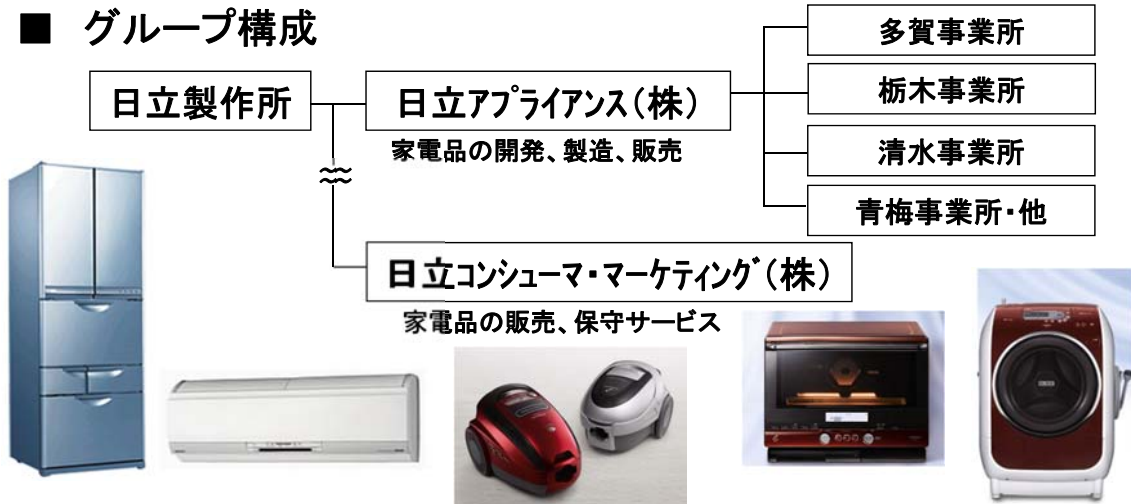 ■ グループ構成
日立製作所
日立アプライアンス(株)
家電品の開発、製造、販売
多賀事業所
栃木事業所
清水事業所
青梅事業所・他
日立コンシューマ・マーケティング(株)
家電品の販売、保守サービス